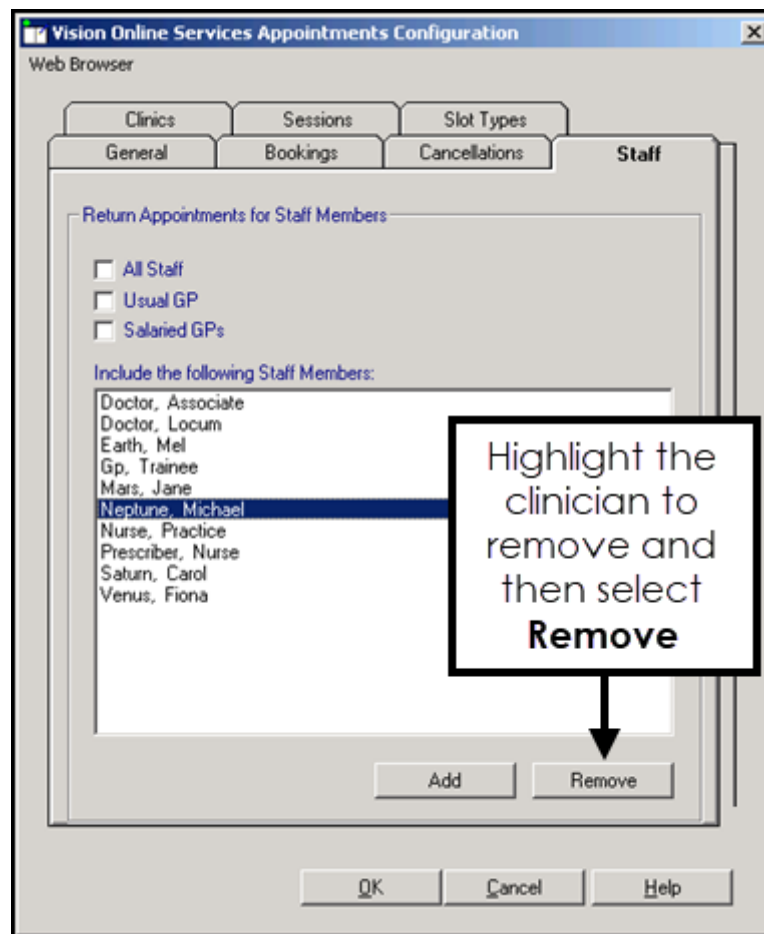 Vision Online Services Appointments Configuration
Web Browser
Clinics Sessions Slot Types
General Bookings Cancellations Staff
Return Appointments for Staff Members
All Staff
Usual GP
Salaried GPs
Include the following Staff Members:
Doctor, Associate
Doctor, Locum
Earth, Mel
Gp, Trainee
Mars, Jane
Neptune, Michael
Nurse, Practice
Prescriber, Nurse
Saturn, Carol
Venus, Fiona
Highlight the
clinician to
remove and
then select
Remove
Add Remove
OK Cancel Help